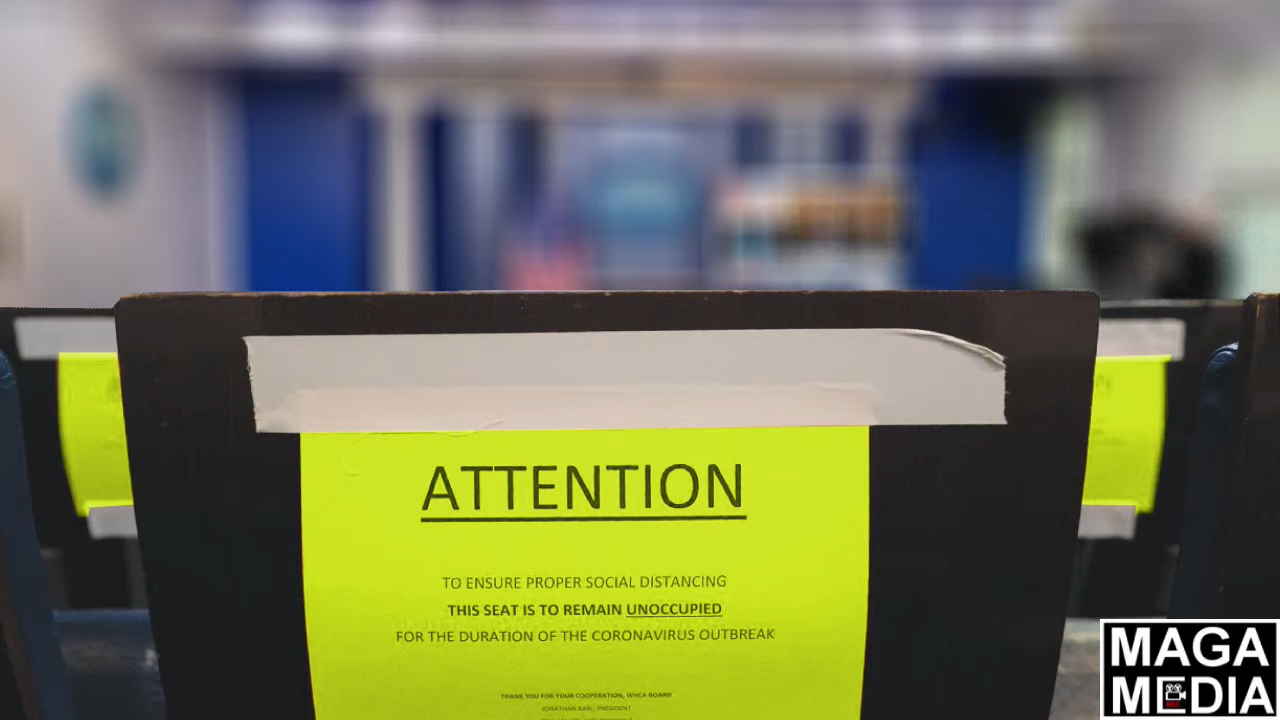 ATTENTION
TO ENSURE PROPER SOCIAL DISTANCING
THIS SEAT IS TO REMAIN UNOCCUPIED
FOR THE DURATION OF THE CORONAVIRUS OUTBREAK
THANK YOU FOR YOUR COOPERATION, WHCA BOARD
JONATHAN KARL, PRESIDENT
MAGA
MEDIA